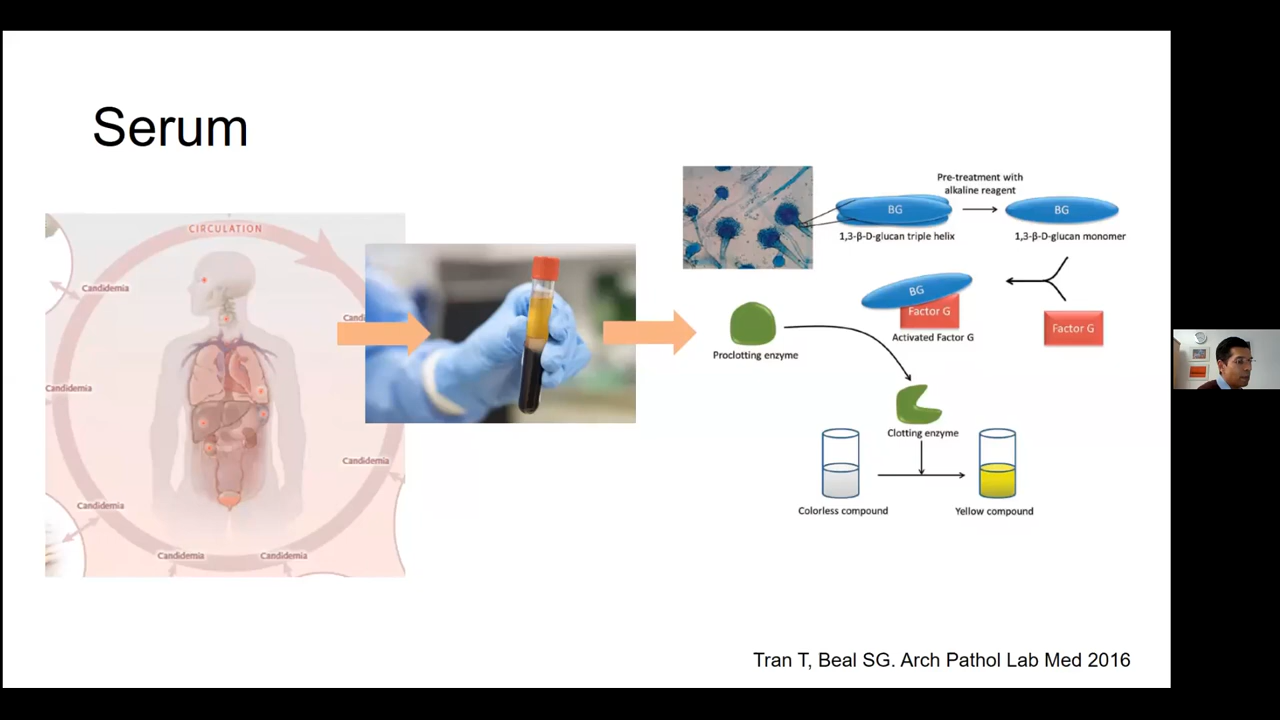 Serum
CIRCULATION
Candidemia
Candi
Candidemia
Candidemia
Candidemia
Candidemia
Candidemia
Pre-treatment with
alkaline reagent
BG
BG
1,3-β-D-glucan triple helix
1,3-β-D-glucan monomer
BG
Factor G
Factor G
Activated Factor G
Proclotting enzyme
Clotting enzyme
Colorless compound
Yellow compound
Tran T, Beal SG. Arch Pathol Lab Med 2016